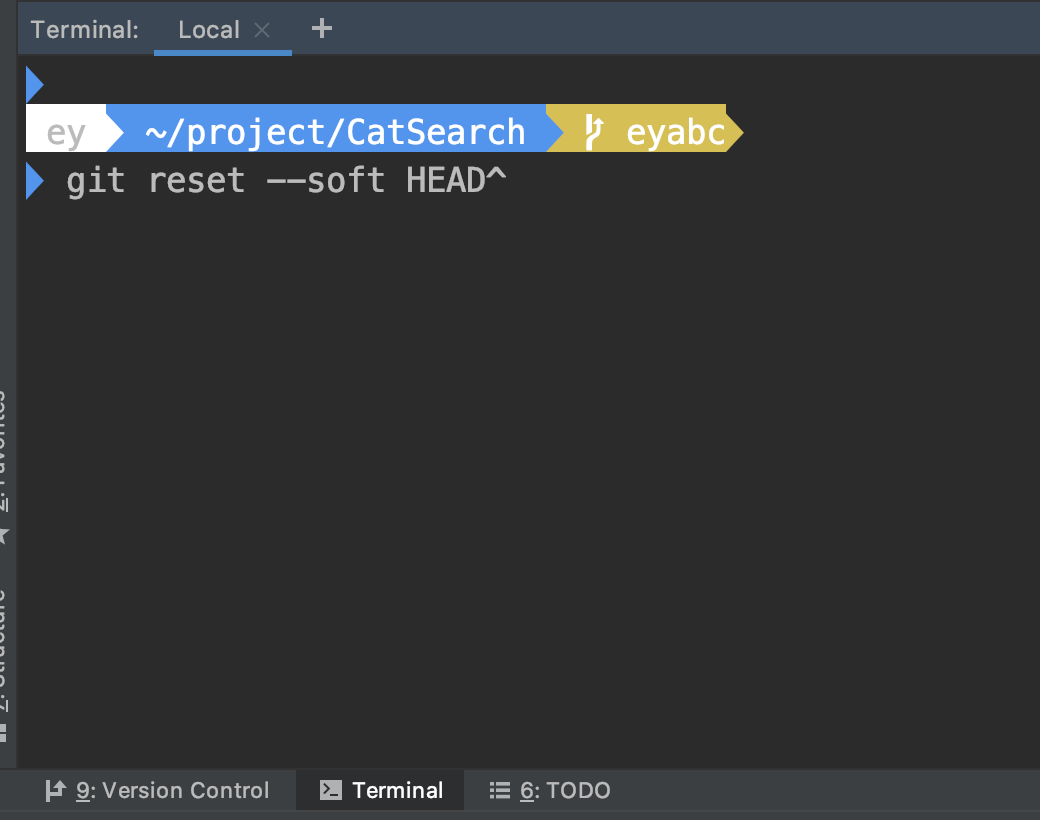 Terminal: Local × +
ey ~/project/CatSearch eyabc
git reset --soft HEAD^
2: Favorites
7: Structure
9: Version Control Terminal 6: TODO